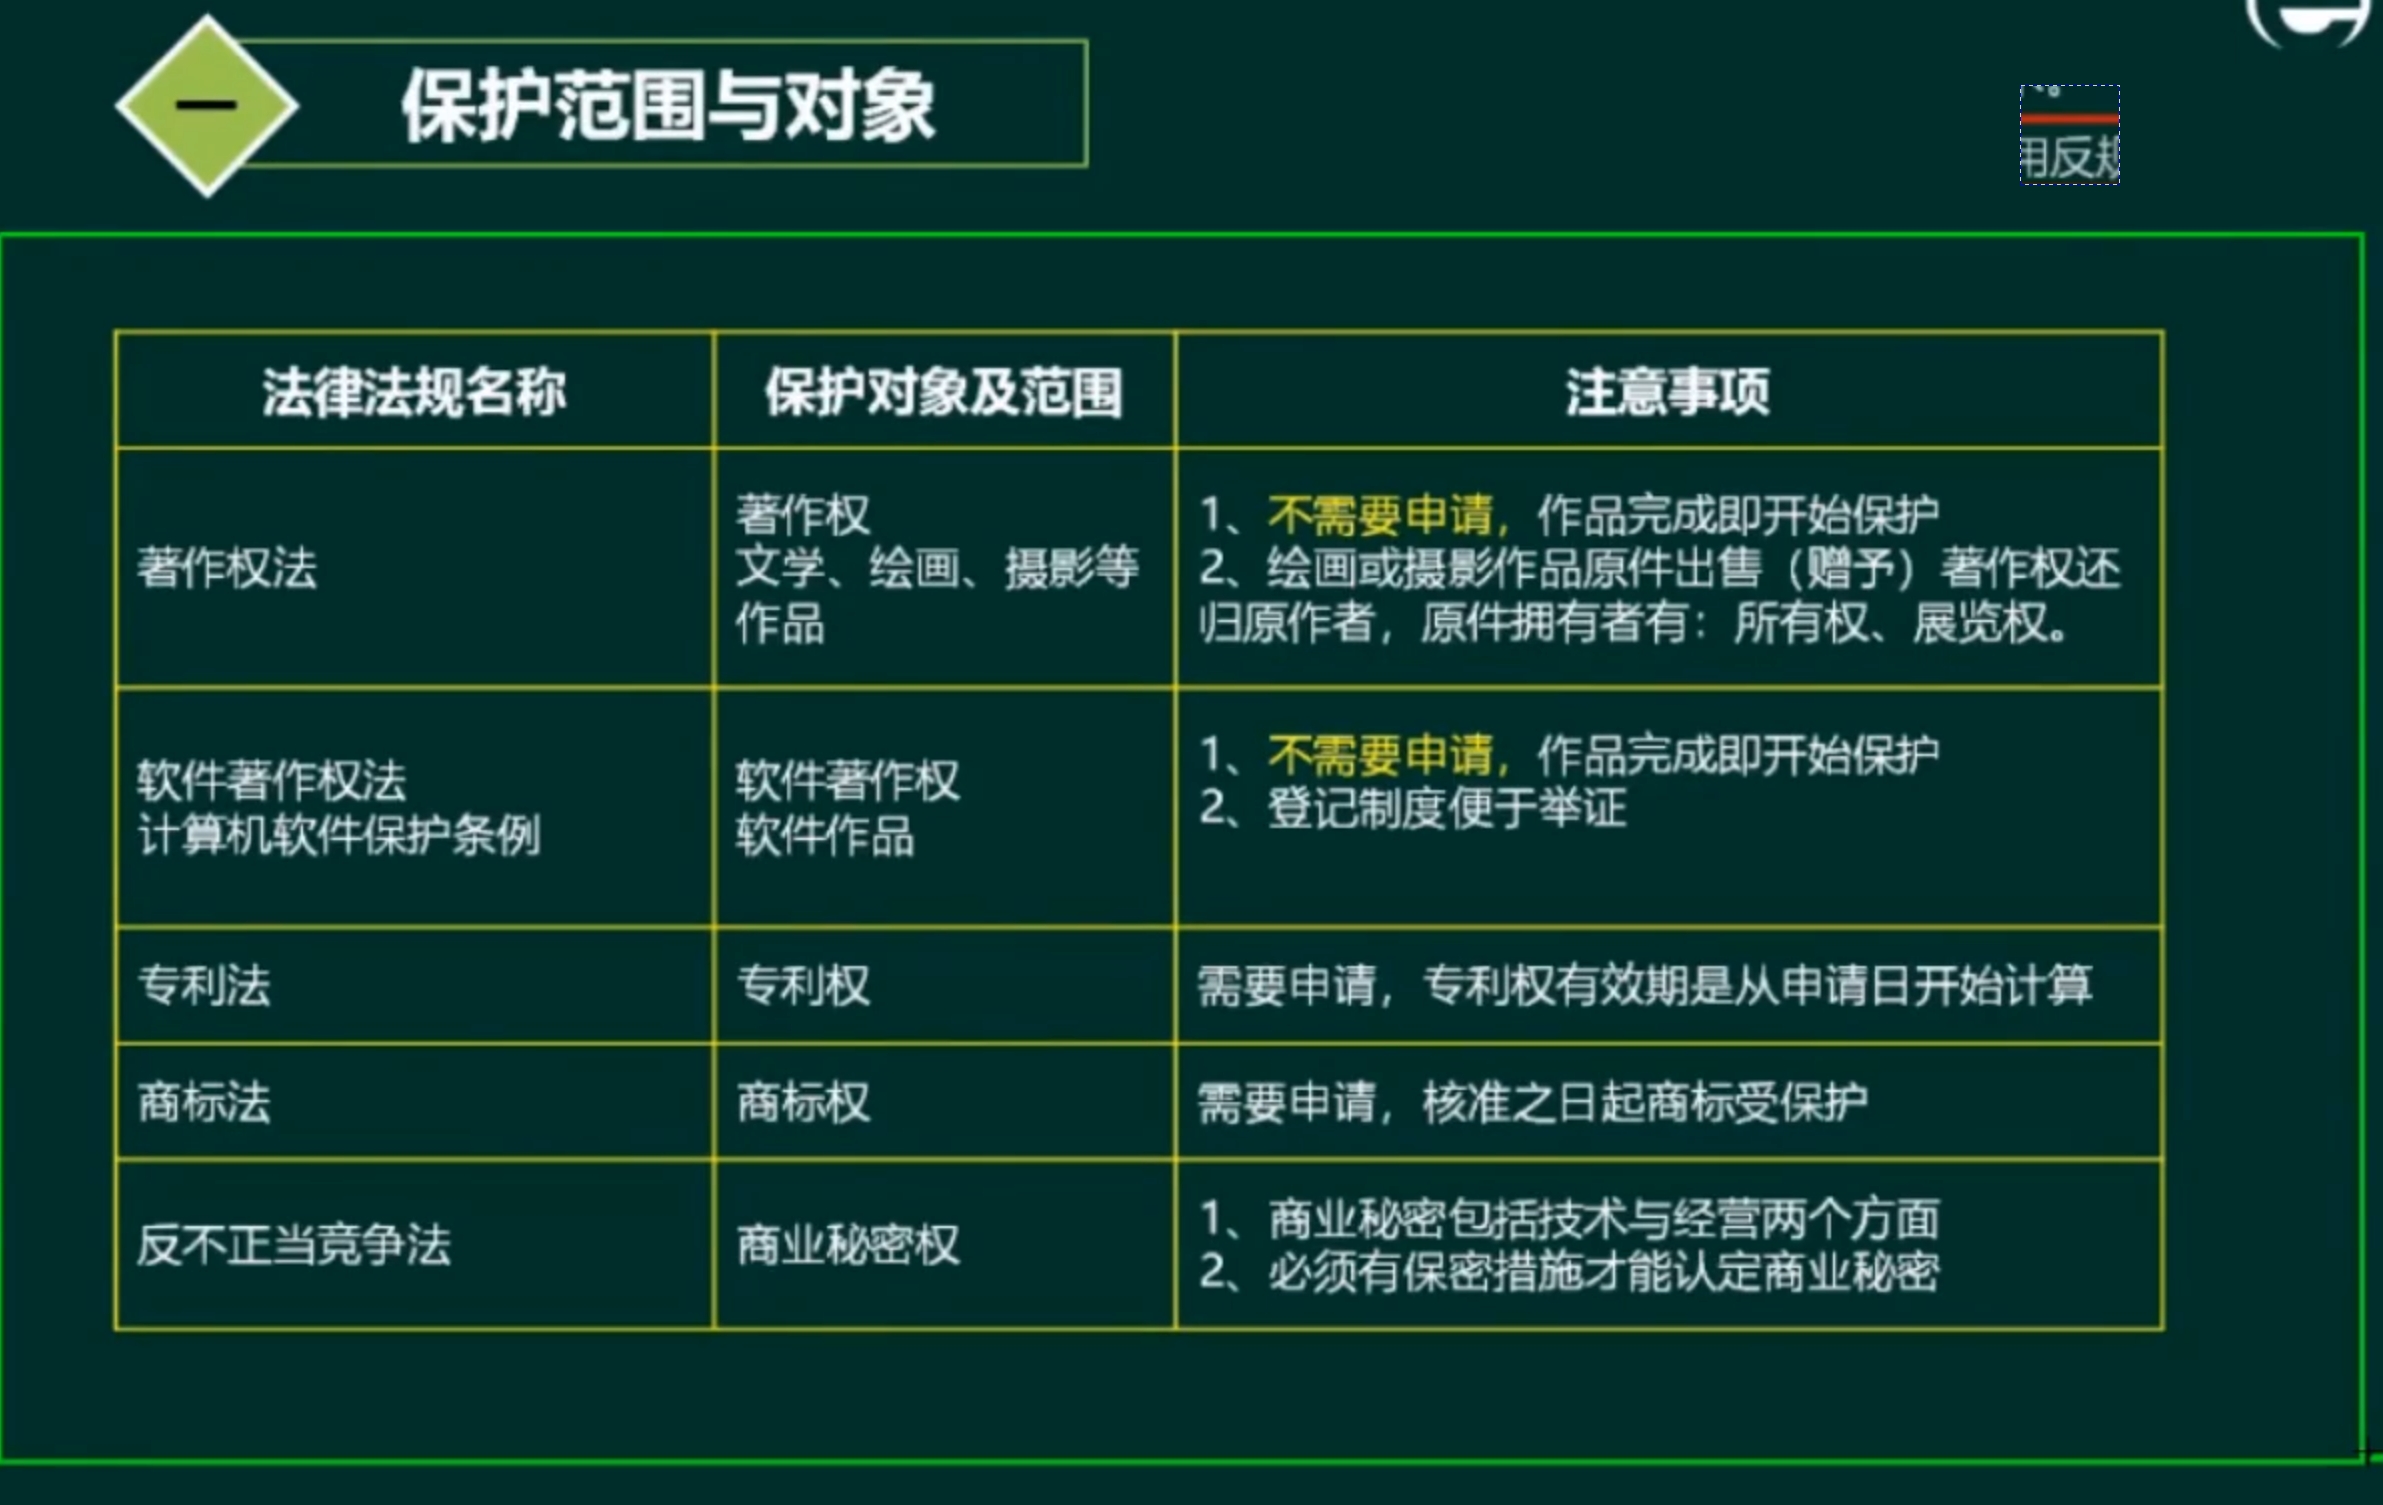 一
保护范围与对象
用反
法律法规名称
保护对象及范围
注意事项
著作权法
著作权
文学、绘画、摄影等
作品
1、不需要申请，作品完成即开始保护
2、绘画或摄影作品原件出售（赠予）著作权还
归原作者，原件拥有者有：所有权、展览权。
软件著作权法
计算机软件保护条例
软件著作权
软件作品
1、不需要申请，作品完成即开始保护
2、登记制度便于举证
专利法
专利权
需要申请，专利权有效期是从申请日开始计算
商标法
商标权
需要申请，核准之日起商标受保护
反不正当竞争法
商业秘密权
1、商业秘密包括技术与经营两个方面
2、必须有保密措施才能认定商业秘密